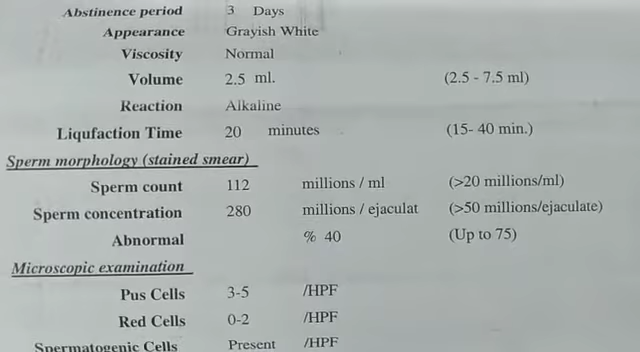 Abstinence period 3 Days
Appearance Grayish White
Viscosity Normal
Volume 2.5 ml. (2.5 - 7.5 ml)
Reaction Alkaline
Liqufaction Time 20 minutes (15- 40 min.)
Sperm morphology (stained smear)
Sperm count 112 millions / ml (>20 millions/ml)
Sperm concentration 280 millions / ejaculat (>50 millions/ejaculate)
Abnormal % 40 (Up to 75)
Microscopic examination
Pus Cells 3-5 /HPF
Red Cells 0-2 /HPF
Spermatogenic Cells Present /HPF